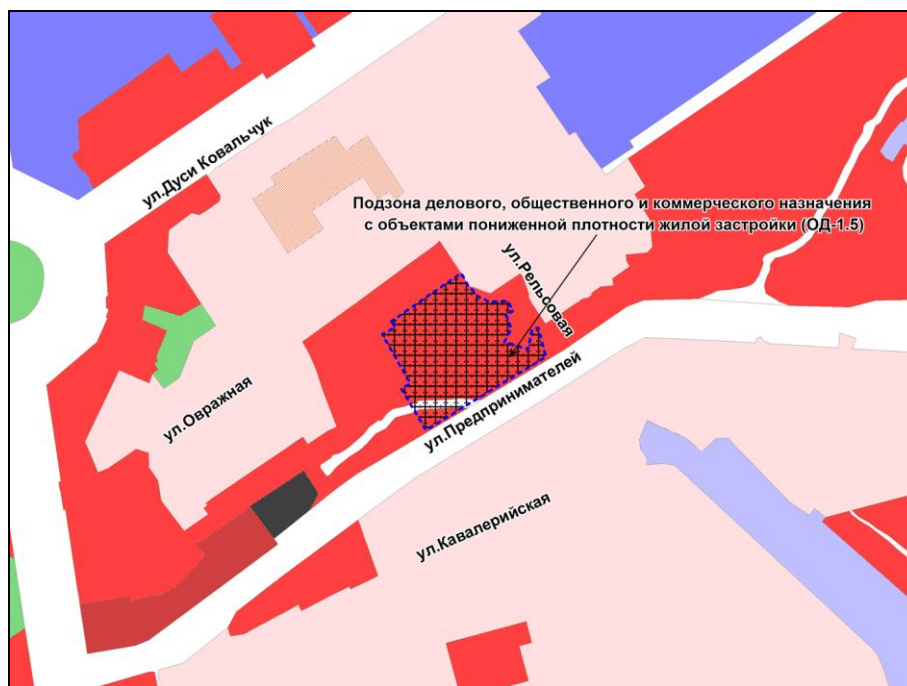 ул.Дуси Ковальчук
Подзона делового, общественного и коммерческого назначения
с объектами пониженной плотности жилой застройки (ОД-1.5)
ул.Рельсовая
ул.Овражная
ул.Предпринимателей
ул.Кавалерийская